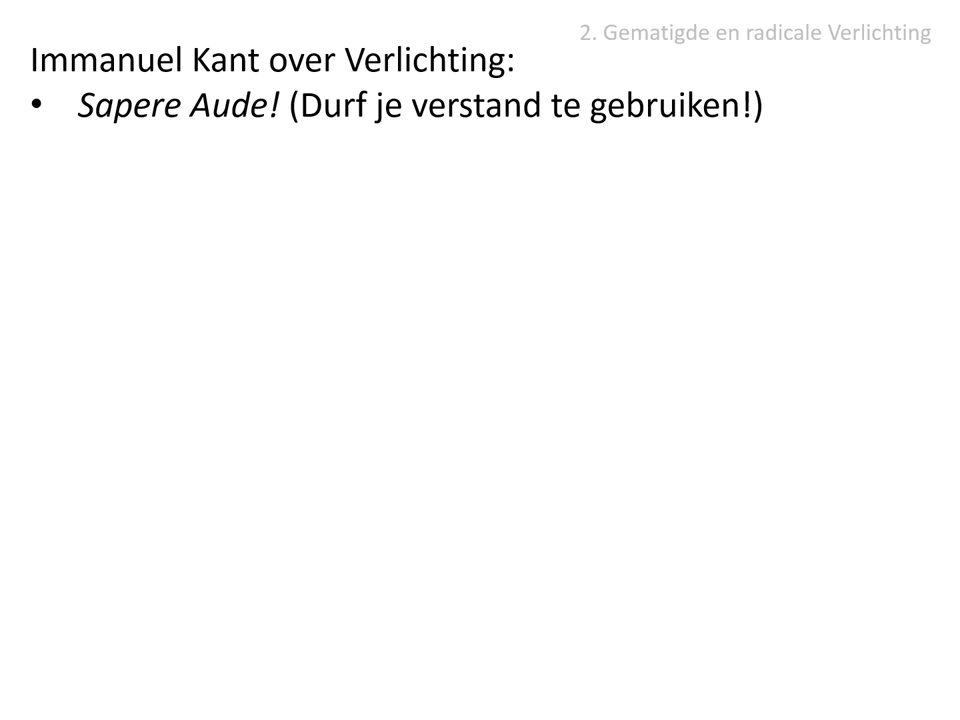 2. Gematigde en radicale Verlichting
Immanuel Kant over Verlichting:
• Sapere Aude! (Durf je verstand te gebruiken!)